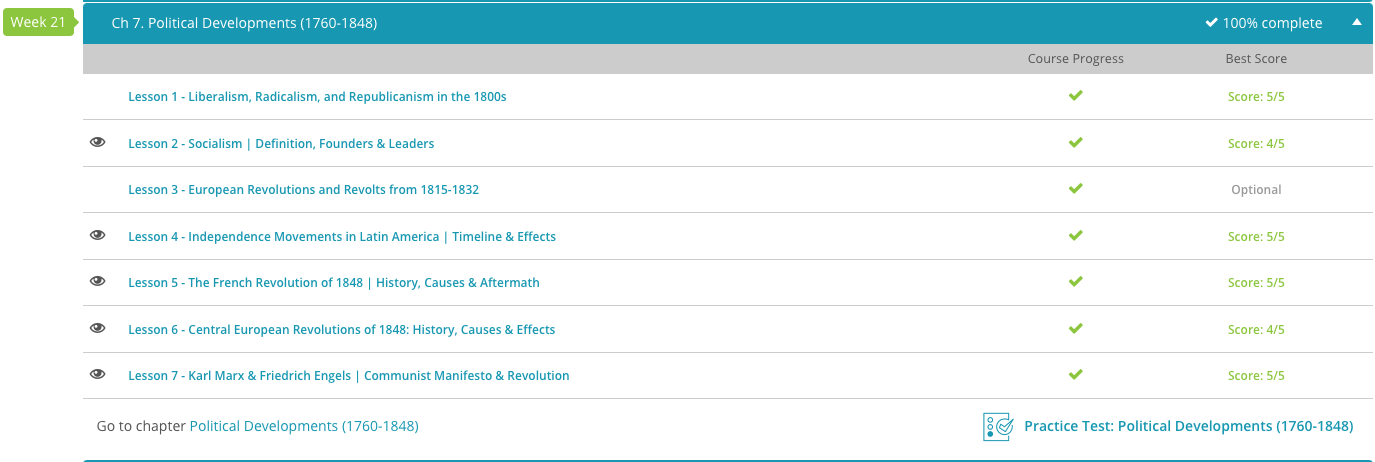 Week 21
Ch 7. Political Developments (1760-1848)
100% complete
Course Progress
Best Score
Lesson 1 - Liberalism, Radicalism, and Republicanism in the 1800s
Score: 5/5
Lesson 2 - Socialism | Definition, Founders & Leaders
Score: 4/5
Lesson 3 - European Revolutions and Revolts from 1815-1832
Optional
Lesson 4 - Independence Movements in Latin America | Timeline & Effects
Score: 5/5
Lesson 5 - The French Revolution of 1848 | History, Causes & Aftermath
Score: 5/5
Lesson 6 - Central European Revolutions of 1848: History, Causes & Effects
Score: 4/5
Lesson 7 - Karl Marx & Friedrich Engels | Communist Manifesto & Revolution
Score: 5/5
Go to chapter Political Developments (1760-1848)
Practice Test: Political Developments (1760-1848)